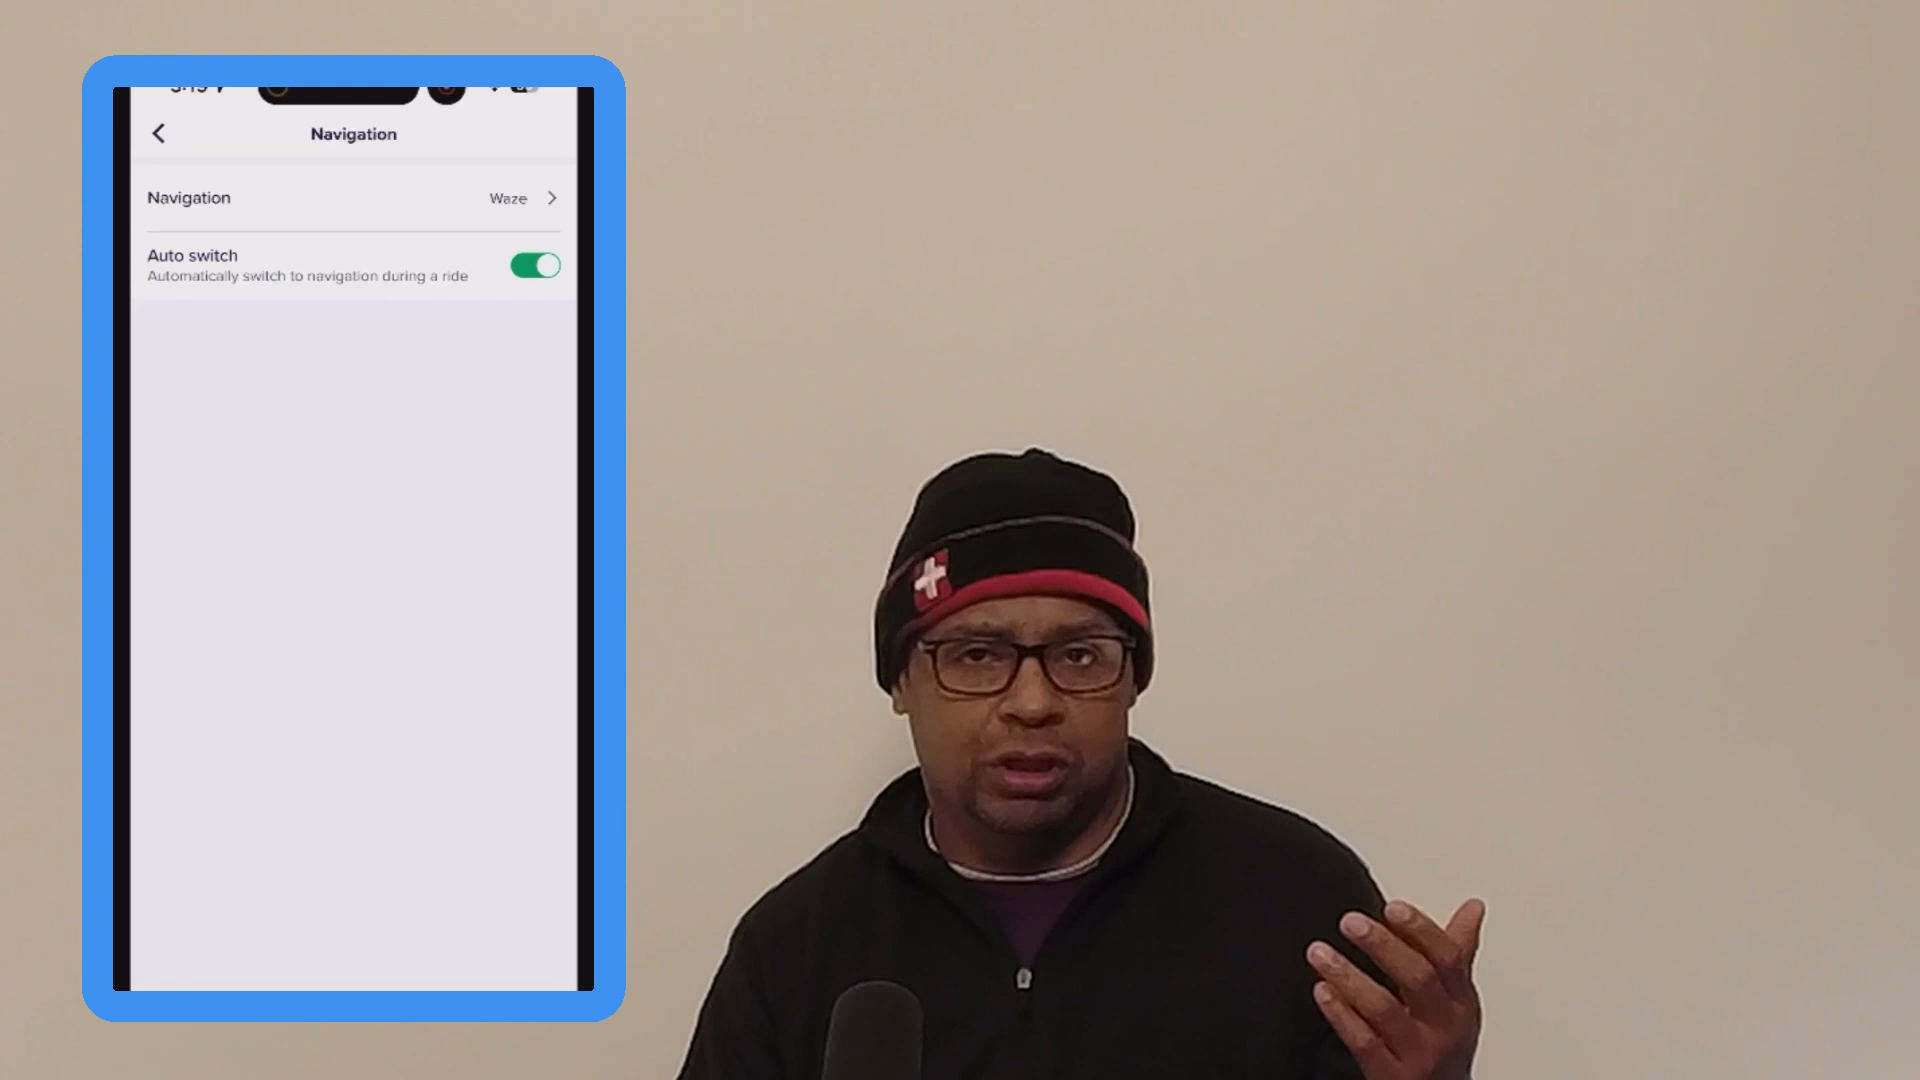 Navigation
Navigation Waze
Auto switch
Automatically switch to navigation during a ride